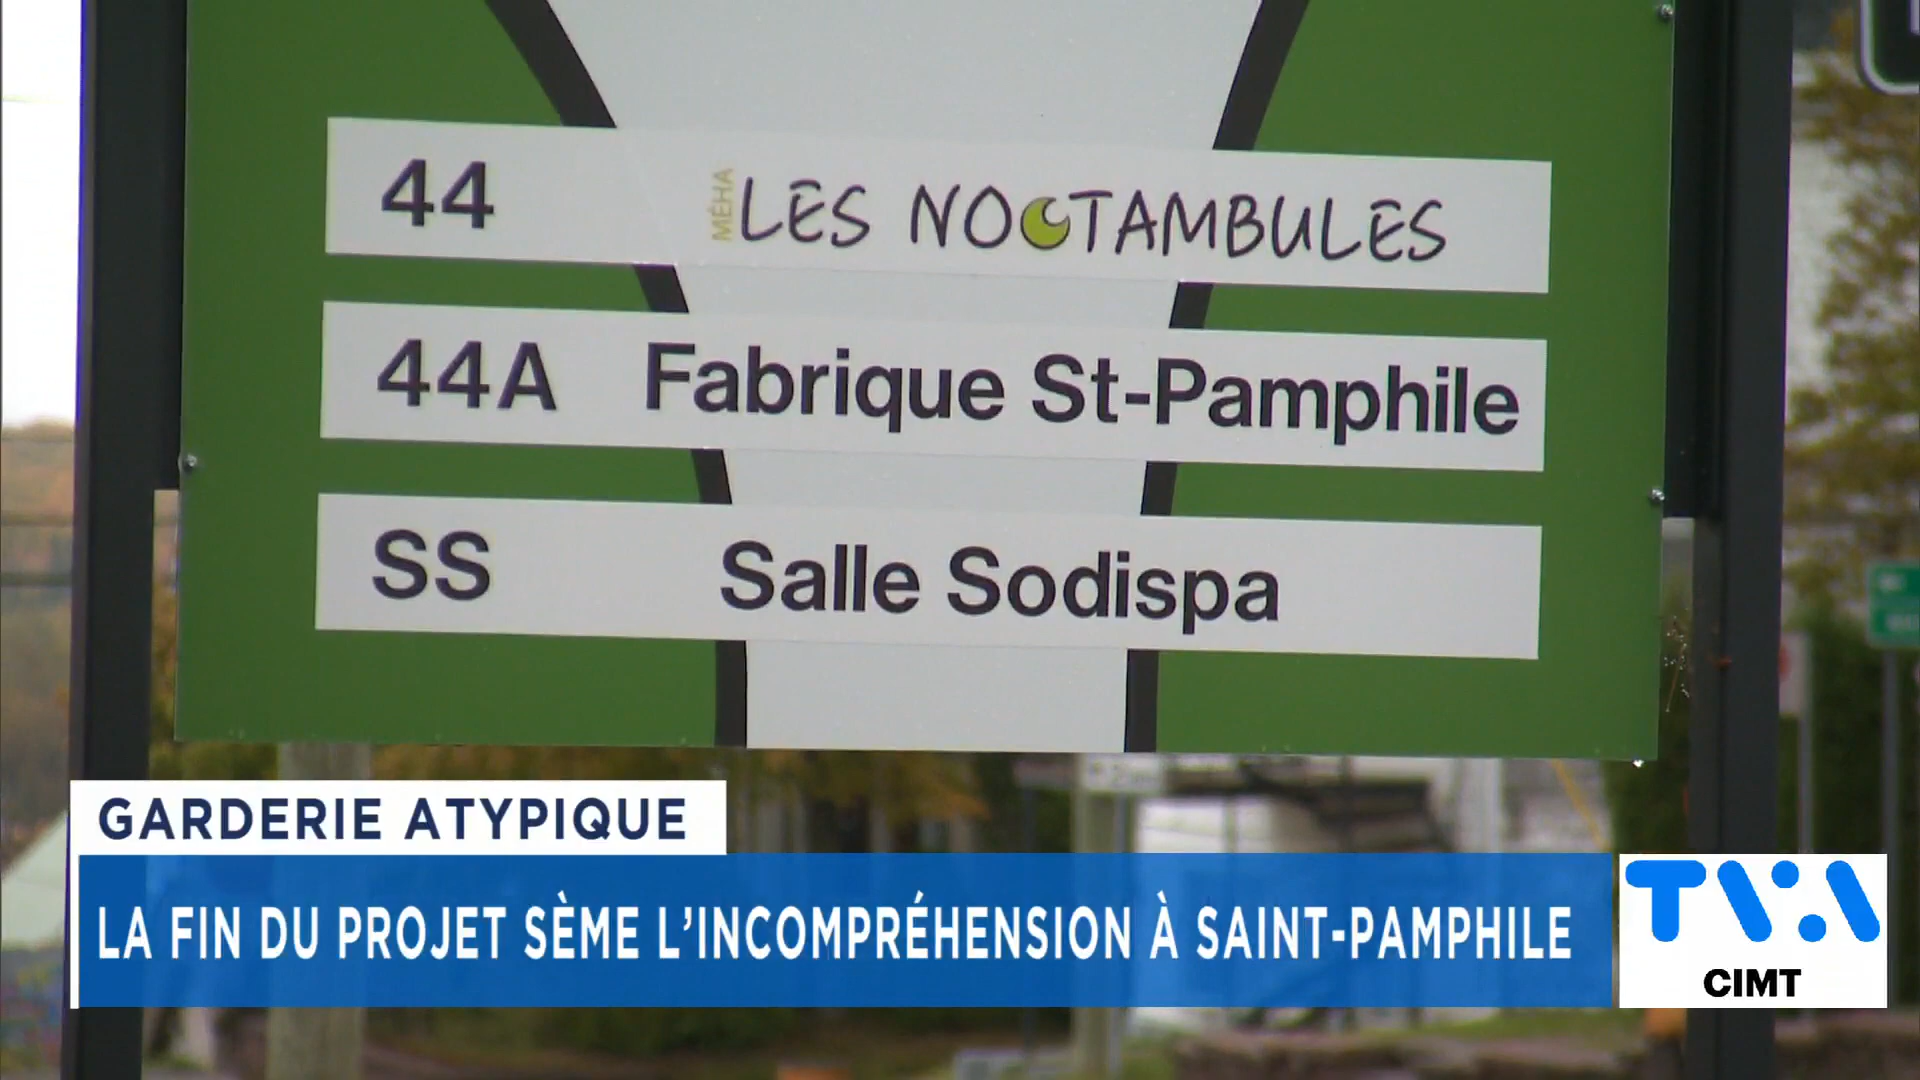 44 MÉHA LES NOCTAMBULES
44A Fabrique St-Pamphile
SS Salle Sodispa
GARDERIE ATYPIQUE
LA FIN DU PROJET SÈME L'INCOMPRÉHENSION À SAINT-PAMPHILE
TVA
CIMT